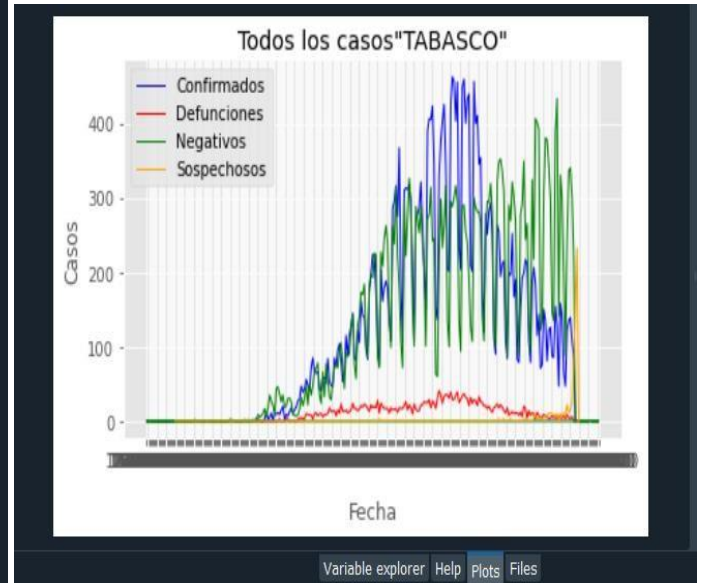 Todos los casos"TABASCO"
Confirmados
Defunciones
Negativos
Sospechosos
400
300
200
100
0
Casos
Fecha
Variable explorer Help Plots Files